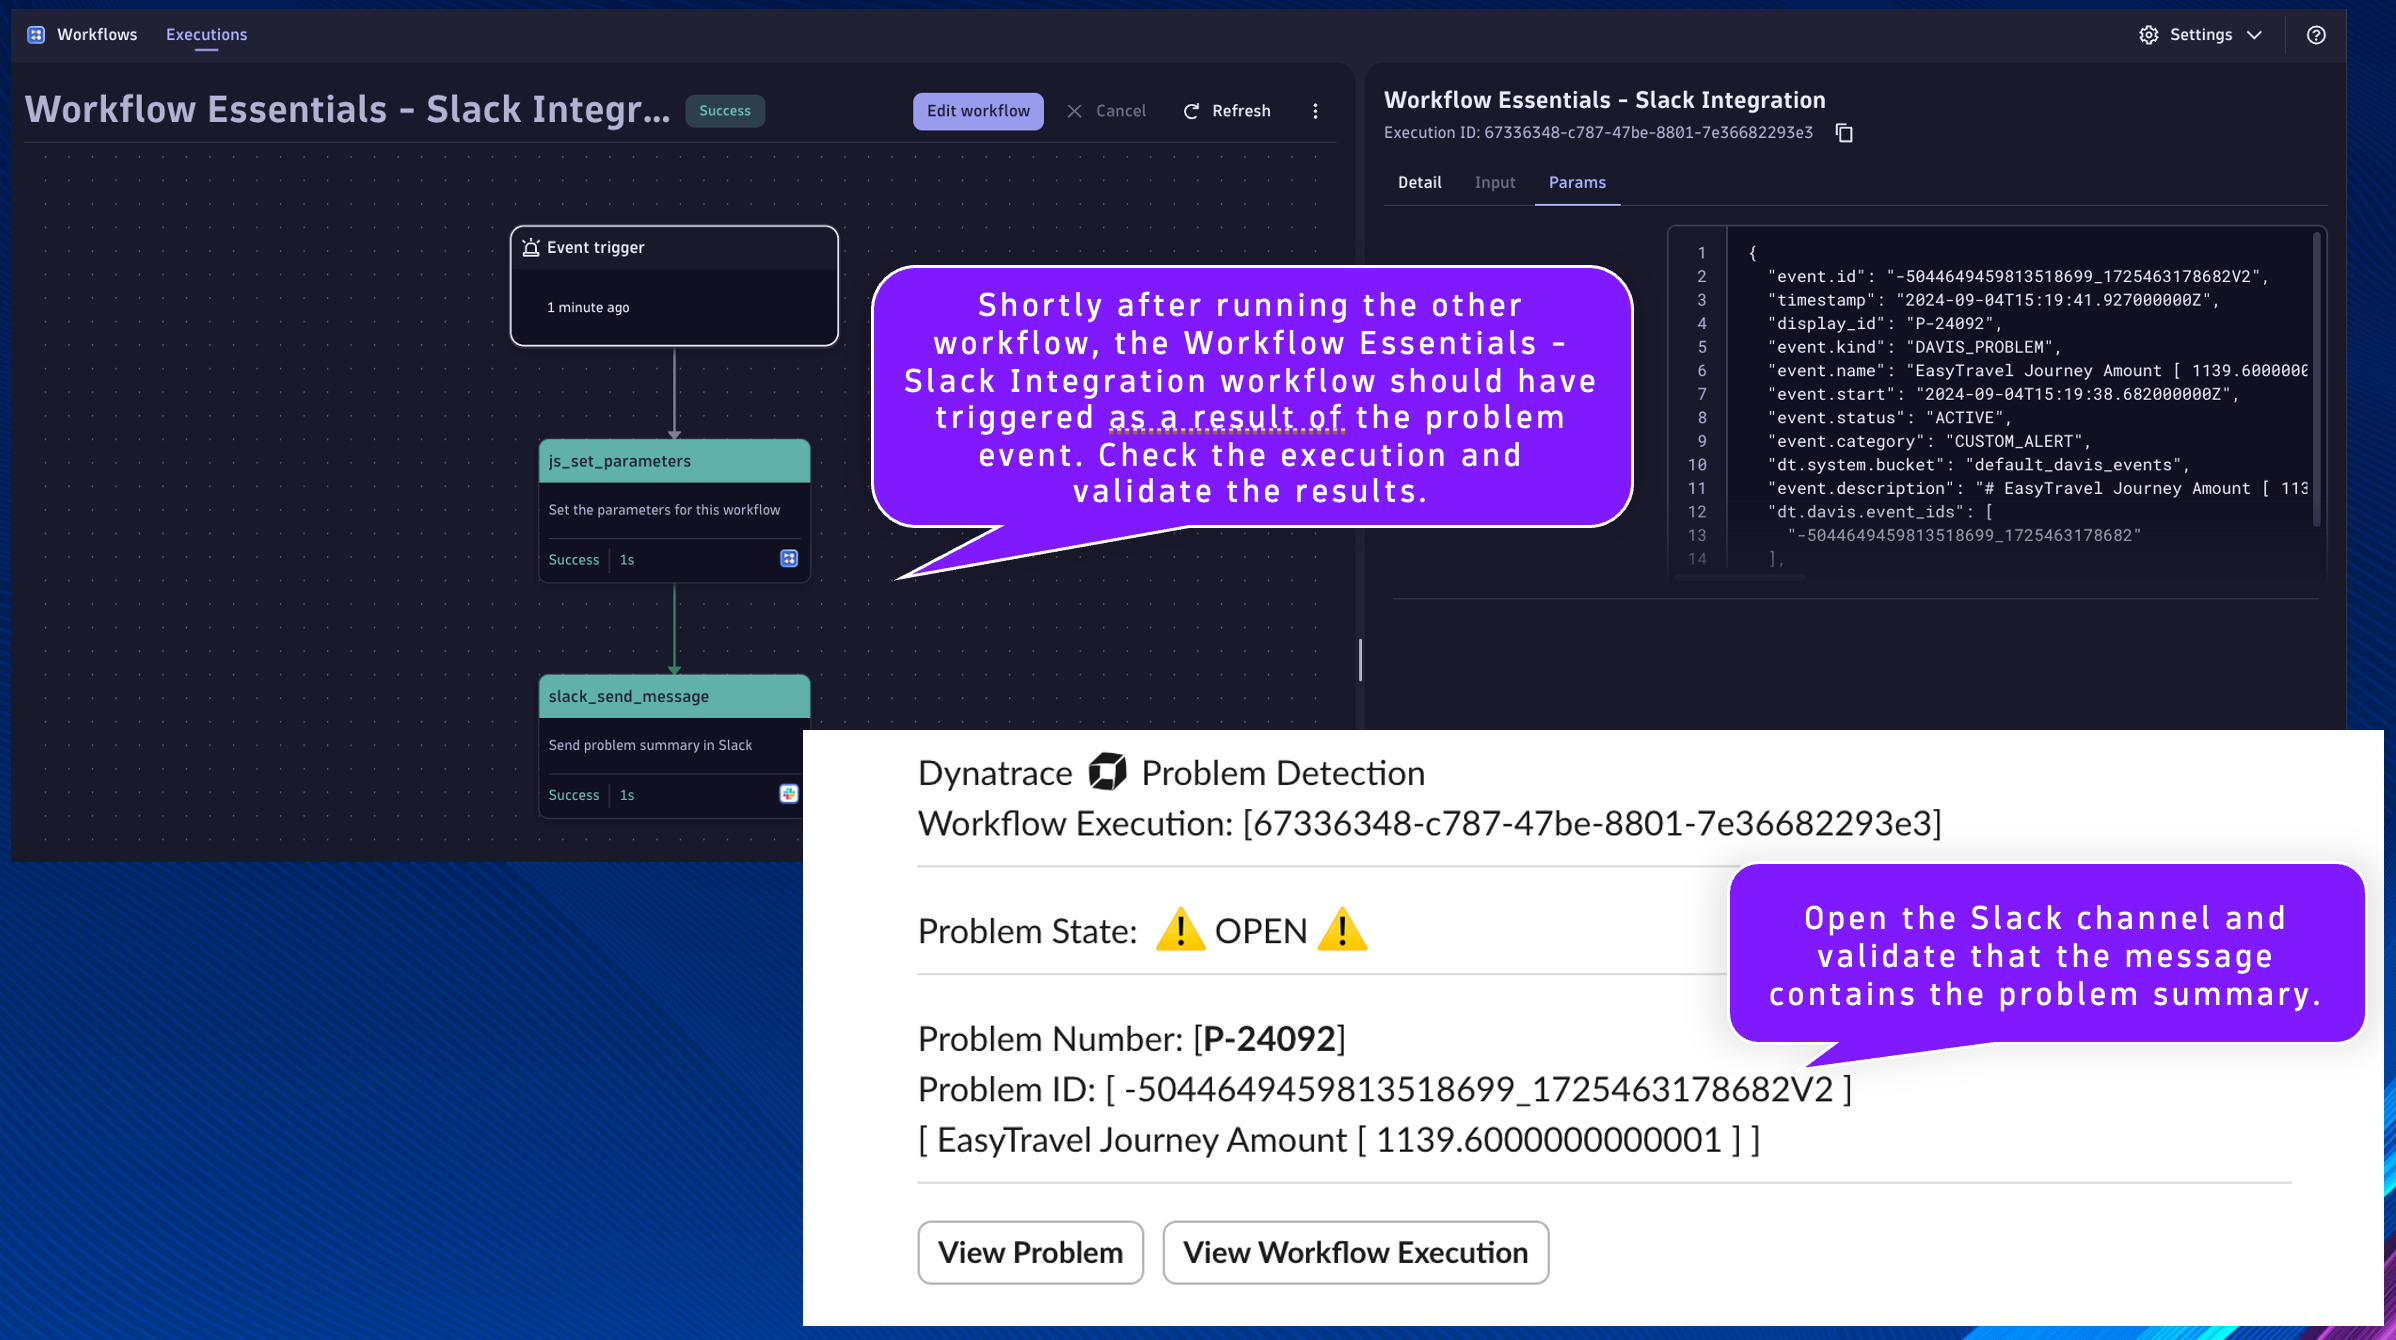 Workflows
Executions
Settings
Workflow Essentials - Slack Integr...
Success
Edit workflow
Cancel
Refresh
Event trigger
1 minute ago
js_set_parameters
Set the parameters for this workflow
Success
1s
slack_send_message
Send problem summary in Slack
Success
1s
Shortly after running the other
workflow, the Workflow Essentials -
Slack Integration workflow should have
triggered as a result of the problem
event. Check the execution and
validate the results.
Workflow Essentials - Slack Integration
Execution ID: 67336348-c787-47be-8801-7e36682293e3
Detail
Input
Params
1 {
2 "event.id": "-5044649459813518699_1725463178682V2",
3 "timestamp": "2024-09-04T15:19:41.927000000Z",
4 "display_id": "P-24092",
5 "event.kind": "DAVIS_PROBLEM",
6 "event.name": "EasyTravel Journey Amount [ 1139.6000000
7 "event.start": "2024-09-04T15:19:38.682000000Z",
8 "event.status": "ACTIVE",
9 "event.category": "CUSTOM_ALERT",
10 "dt.system.bucket": "default_davis_events",
11 "event.description": "# EasyTravel Journey Amount [ 113
12 "dt.davis.event_ids": [
13 "-5044649459813518699_1725463178682"
14 ],
Dynatrace Problem Detection
Workflow Execution: [67336348-c787-47be-8801-7e36682293e3]
Problem State: ⚠️ OPEN ⚠️
Problem Number: [P-24092]
Problem ID: [ -5044649459813518699_1725463178682V2 ]
[ EasyTravel Journey Amount [ 1139.6000000000001 ] ]
View Problem
View Workflow Execution
Open the Slack channel and
validate that the message
contains the problem summary.